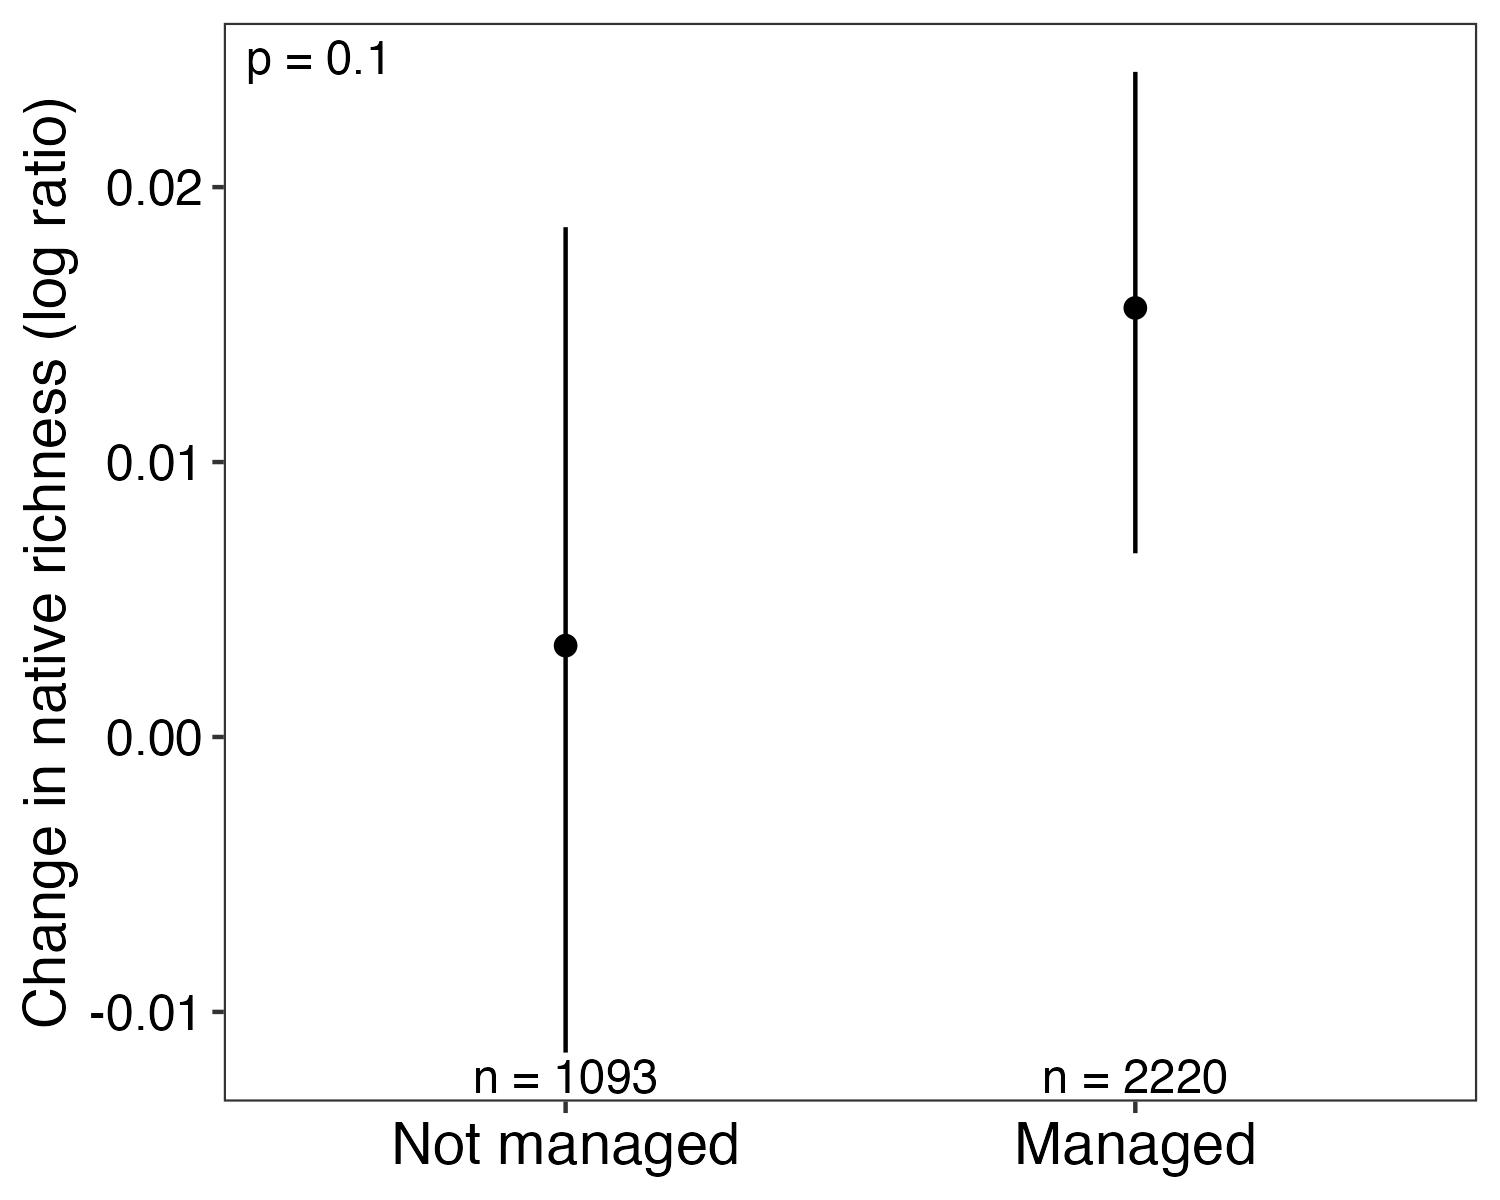 p = 0.1
Change in native richness (log ratio)
0.02
0.01
0.00
-0.01
n = 1093
n = 2220
Not managed
Managed